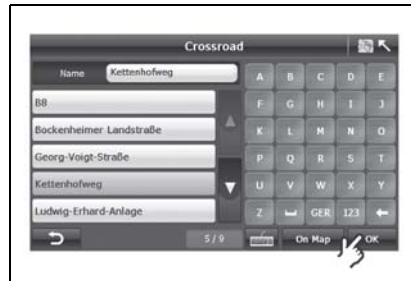 Crossroad
Name Kettenhofweg
A B C D E
B8
F G H I J
Bockenheimer Landstraße
K L M N O
Georg-Voigt-Straße
P Q R S T
Kettenhofweg
U V W X Y
Ludwig-Erhard-Anlage
Z GER 123
5/9 On Map OK